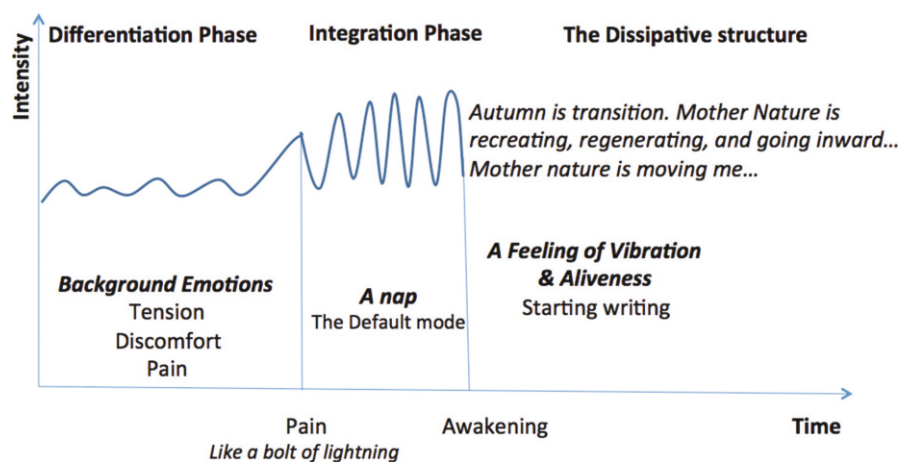 Differentiation Phase
Integration Phase
The Dissipative structure
Intensity
Autumn is transition. Mother Nature is
recreating, regenerating, and going inward...
Mother nature is moving me...
Background Emotions
Tension
Discomfort
Pain
A nap
The Default mode
A Feeling of Vibration
& Aliveness
Starting writing
Pain
Like a bolt of lightning
Awakening
Time